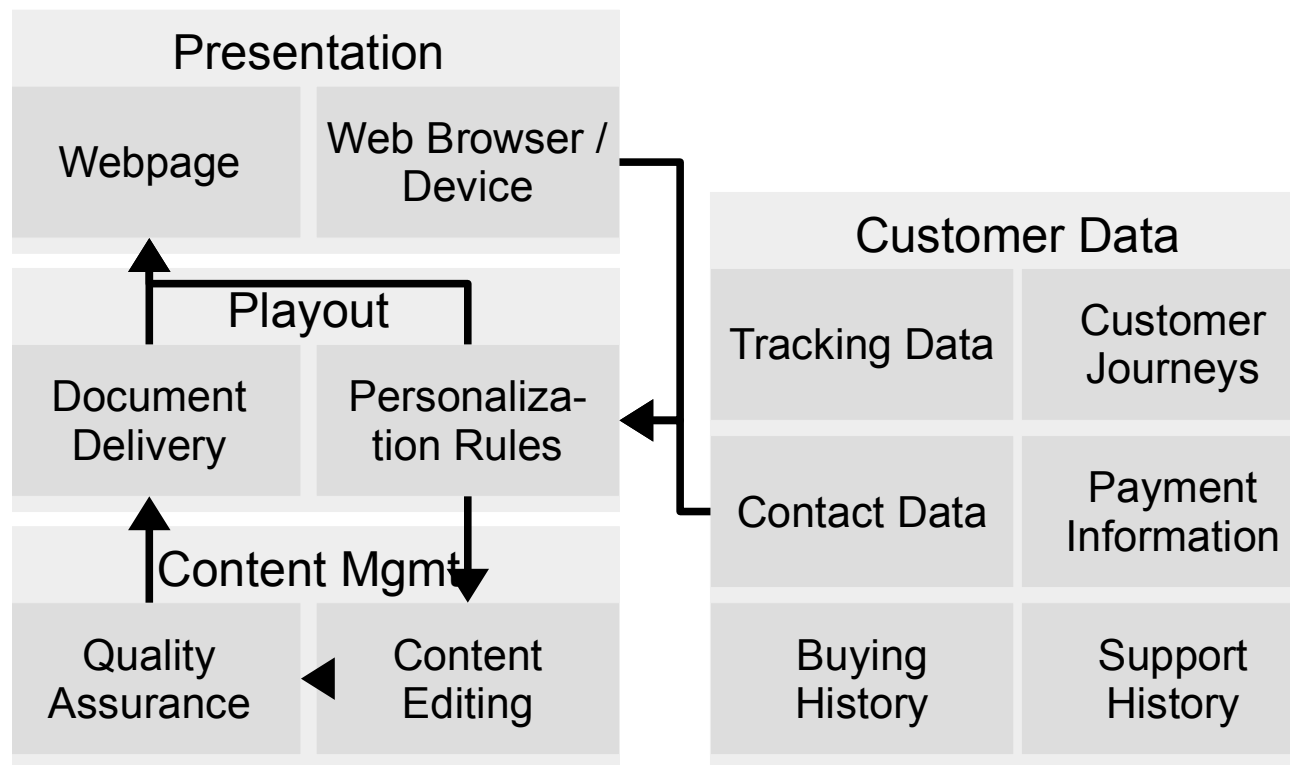 Presentation
Webpage
Web Browser /
Device
Playout
Document
Delivery
Personaliza-
tion Rules
Content Mgmt
Quality
Assurance
Content
Editing
Customer Data
Tracking Data
Customer
Journeys
Contact Data
Payment
Information
Buying
History
Support
History